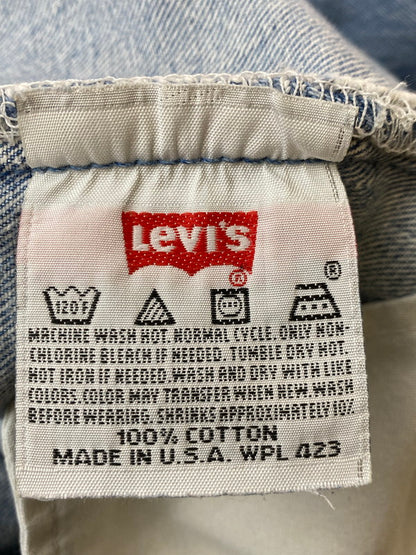 Levi's
®
®
120F
MACHINE WASH HOT. NORMAL CYCLE. ONLY NON-
CHLORINE BLEACH IF NEEDED. TUMBLE DRY HOT.
HOT IRON IF NEEDED. WASH AND DRY WITH LIKE
COLORS. COLOR MAY TRANSFER WHEN NEW. WASH
BEFORE WEARING. SHRINKS APPROXIMATELY 10%.
100% COTTON
MADE IN U.S.A. WPL 423